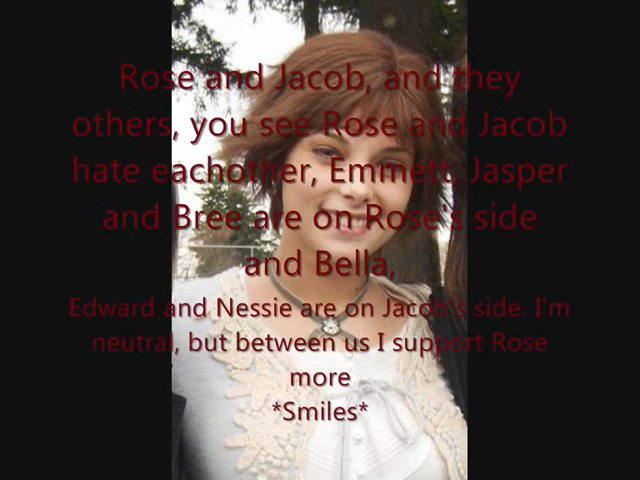 Rose and Jacob, and they
others, you see Rose and Jacob
hate eachother, Emmett, Jasper
and Bree are on Rose's side
and Bella,
Edward and Nessie are on Jacob's side. I'm
neutral, but between us I support Rose
more
*Smiles*